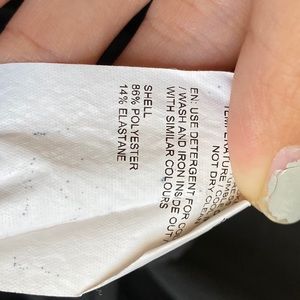 TEMPERATURE
NOT DRY CLEAN
EN: USE DETERGENT FOR
/ WASH AND IRON INSIDE OUT /
WITH SIMILAR COLOURS
SHELL
86% POLYESTER
14% ELASTANE